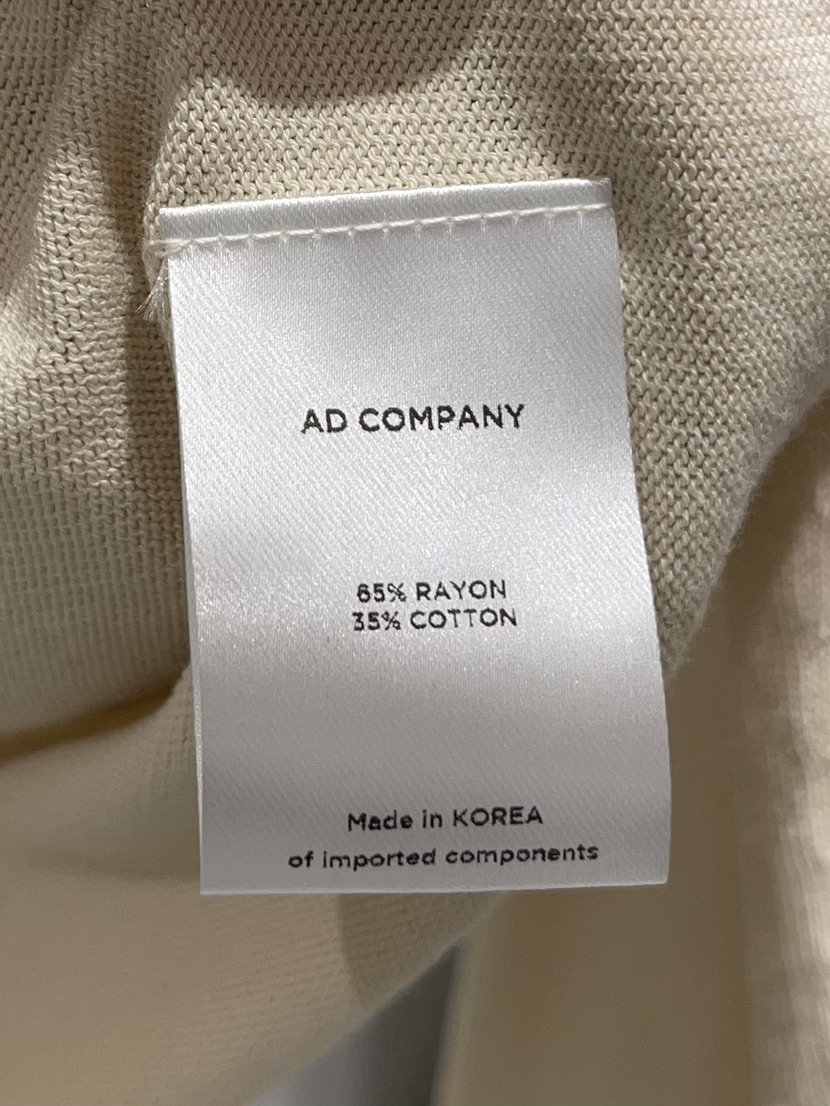 AD COMPANY
65% RAYON
35% COTTON
Made in KOREA
of imported components